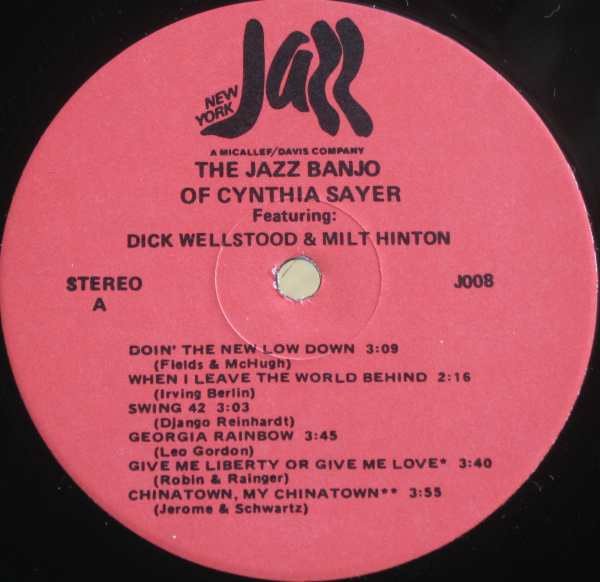 NEW YORK Jazz
A MICALLEF/DAVIS COMPANY
THE JAZZ BANJO
OF CYNTHIA SAYER
Featuring:
DICK WELLSTOOD & MILT HINTON
STEREO
A
J008
DOIN' THE NEW LOW DOWN 3:09
(Fields & McHugh)
WHEN I LEAVE THE WORLD BEHIND 2:16
(Irving Berlin)
SWING 42 3:03
(Django Reinhardt)
GEORGIA RAINBOW 3:45
(Leo Gordon)
GIVE ME LIBERTY OR GIVE ME LOVE* 3:40
(Robin & Rainger)
CHINATOWN, MY CHINATOWN** 3:55
(Jerome & Schwartz)